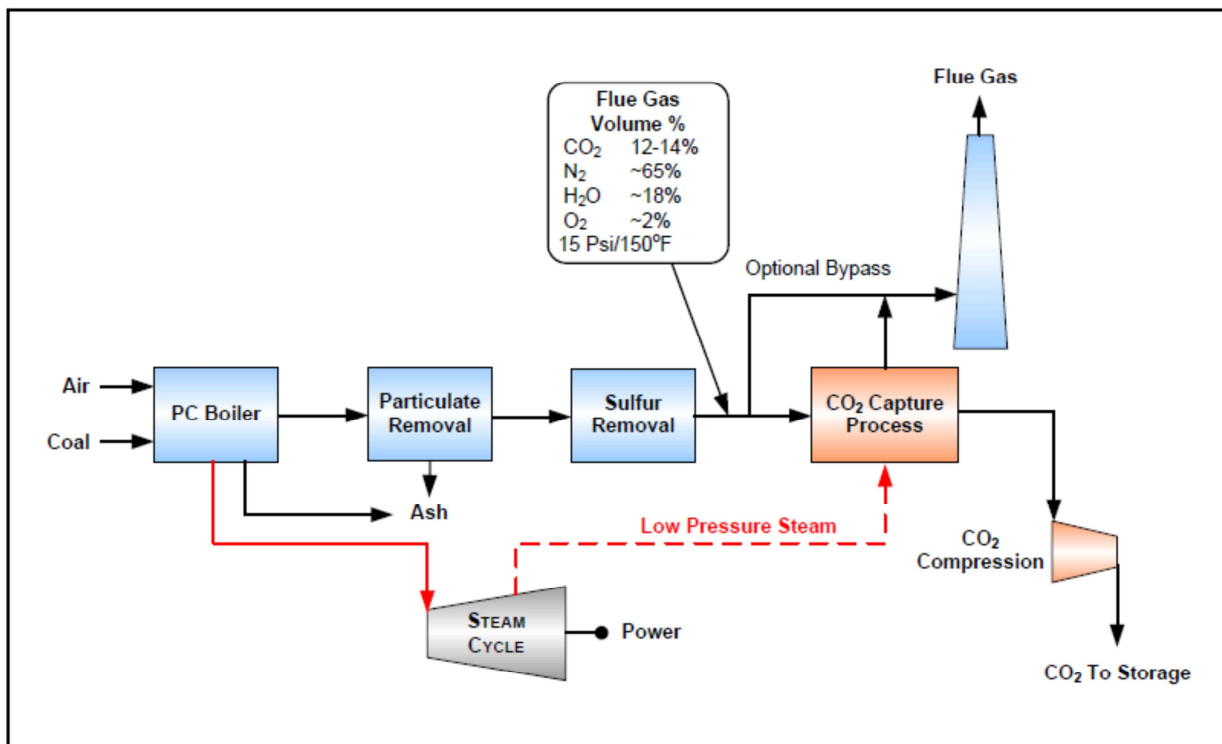 Flue Gas
Flue Gas
Volume %
CO₂ 12-14%
N₂ ~65%
H₂O ~18%
O₂ ~2%
15 Psi/150ºF
Optional Bypass
Air
Coal
PC Boiler
Particulate
Removal
Sulfur
Removal
CO₂ Capture
Process
Ash
Low Pressure Steam
CO₂
Compression
STEAM
CYCLE
Power
CO₂ To Storage